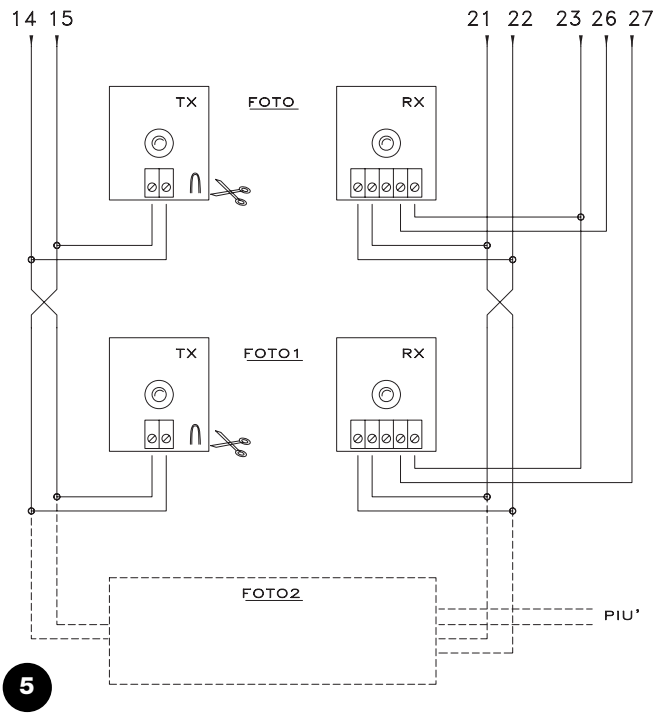 14 15 21 22 23 26 27
TX FOTO RX
TX FOTO1 RX
FOTO2
PIU'
5